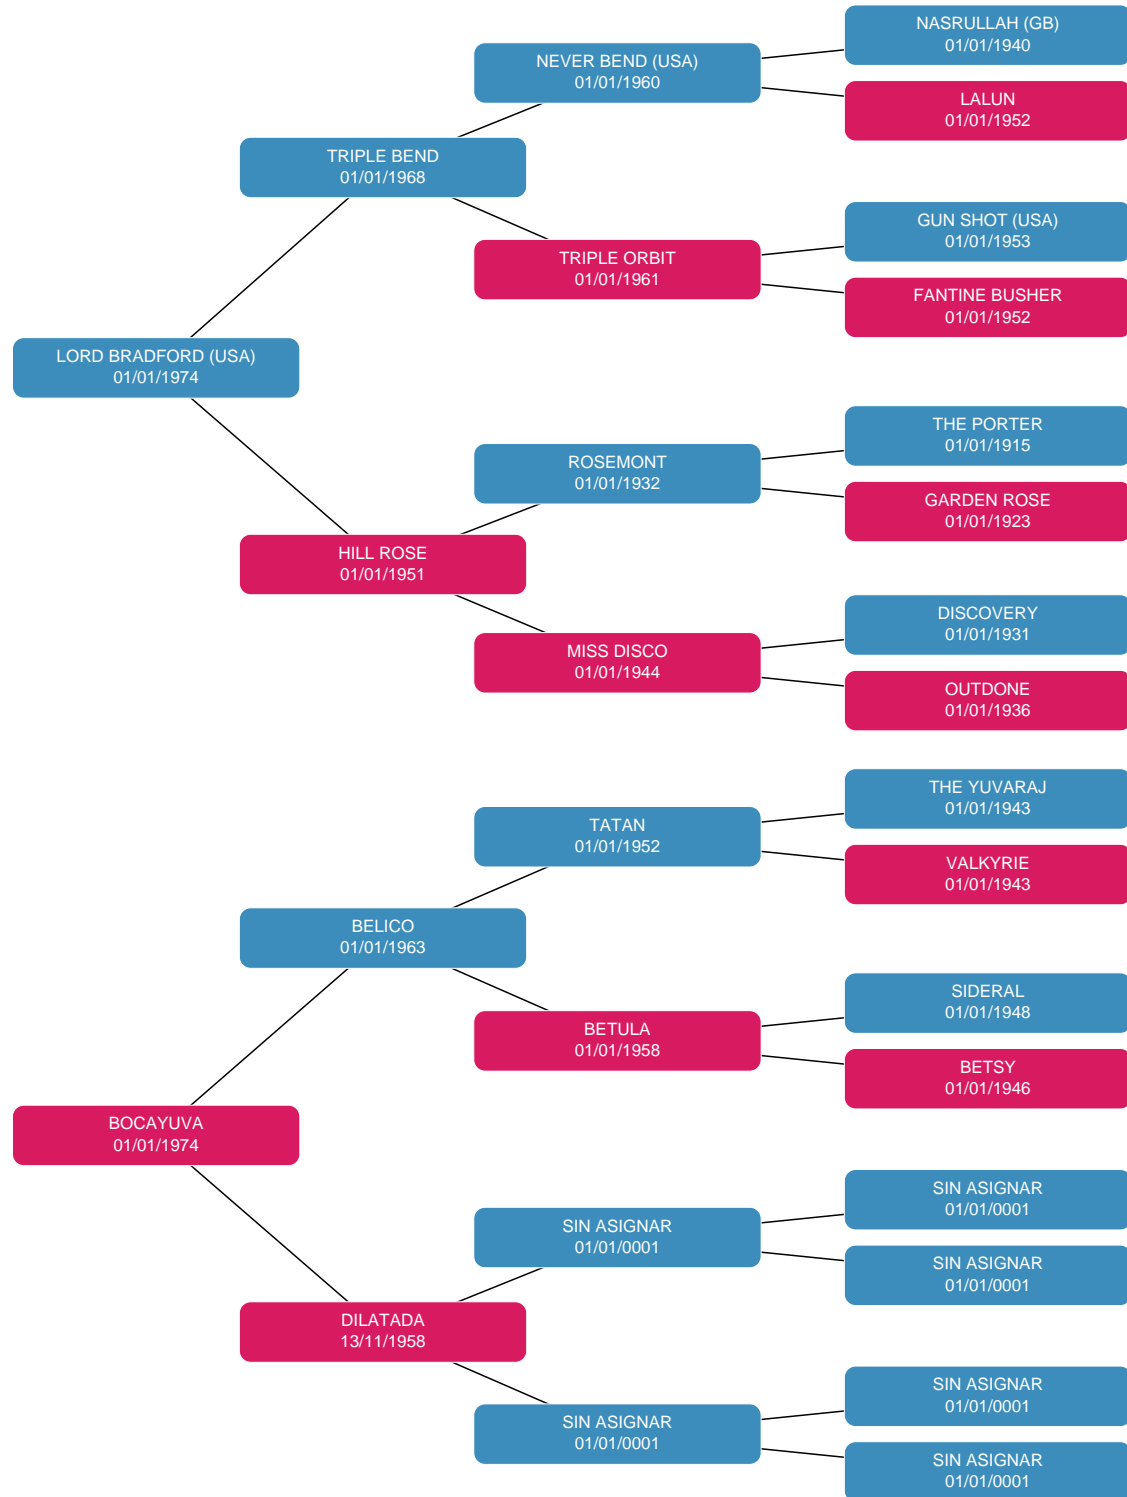 NASRULLAH (GB)
01/01/1940
NEVER BEND (USA)
01/01/1960
LALUN
01/01/1952
TRIPLE BEND
01/01/1968
GUN SHOT (USA)
01/01/1953
TRIPLE ORBIT
01/01/1961
FANTINE BUSHER
01/01/1952
LORD BRADFORD (USA)
01/01/1974
THE PORTER
01/01/1915
ROSEMONT
01/01/1932
GARDEN ROSE
01/01/1923
HILL ROSE
01/01/1951
DISCOVERY
01/01/1931
MISS DISCO
01/01/1944
OUTDONE
01/01/1936
THE YUVARAJ
01/01/1943
TATAN
01/01/1952
VALKYRIE
01/01/1943
BELICO
01/01/1963
SIDERAL
01/01/1948
BETULA
01/01/1958
BETSY
01/01/1946
BOCAYUVA
01/01/1974
SIN ASIGNAR
01/01/0001
SIN ASIGNAR
01/01/0001
SIN ASIGNAR
01/01/0001
DILATADA
13/11/1958
SIN ASIGNAR
01/01/0001
SIN ASIGNAR
01/01/0001
SIN ASIGNAR
01/01/0001